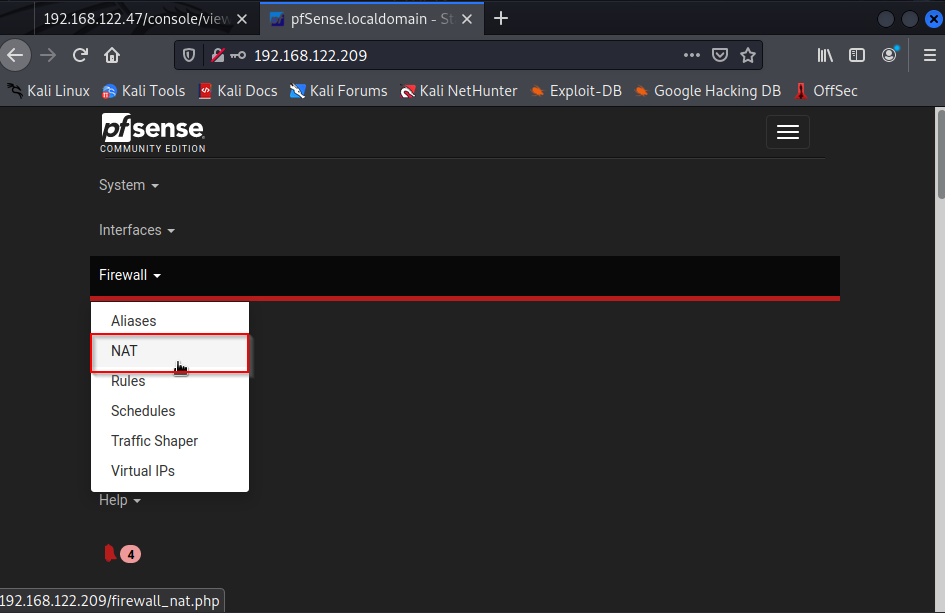 192.168.122.47/console/view
pfSense.localdomain - St
192.168.122.209
Kali Linux Kali Tools Kali Docs Kali Forums Kali NetHunter Exploit-DB Google Hacking DB OffSec
pfsense
COMMUNITY EDITION
System
Interfaces
Firewall
Aliases
NAT
Rules
Schedules
Traffic Shaper
Virtual IPs
Help
4
192.168.122.209/firewall_nat.php